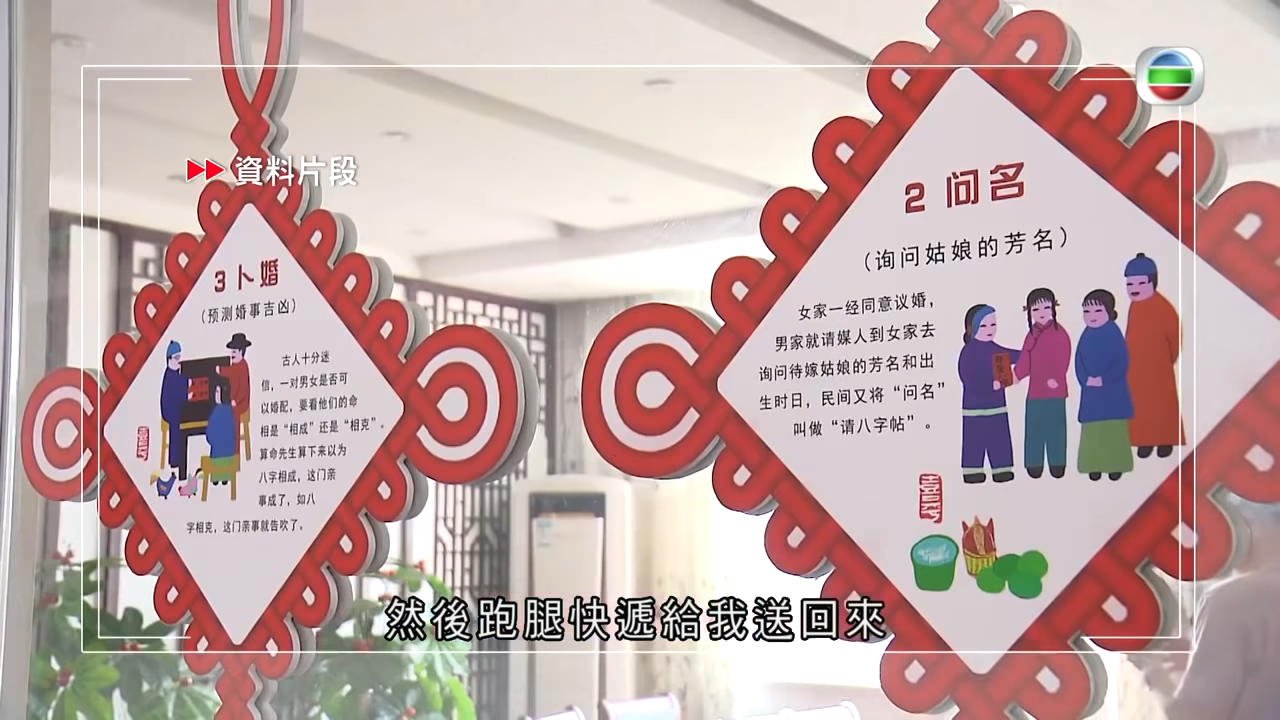 資料片段
3 卜婚
（预测婚事吉凶）
古人十分迷
信，一对男女是否可
以婚配，要看他们的命
相是“相成”还是“相克”。
算命先生算下来以为
八字相成，这门亲
事成了，如八
字相克，这门亲事就告吹了。
2 问名
（询问姑娘的芳名）
女家一经同意议婚，
男家就请媒人到女家去
询问待嫁姑娘的芳名和出
生时日，民间又将“问名”
叫做“请八字帖”。
然後跑腿快遞給我送回來